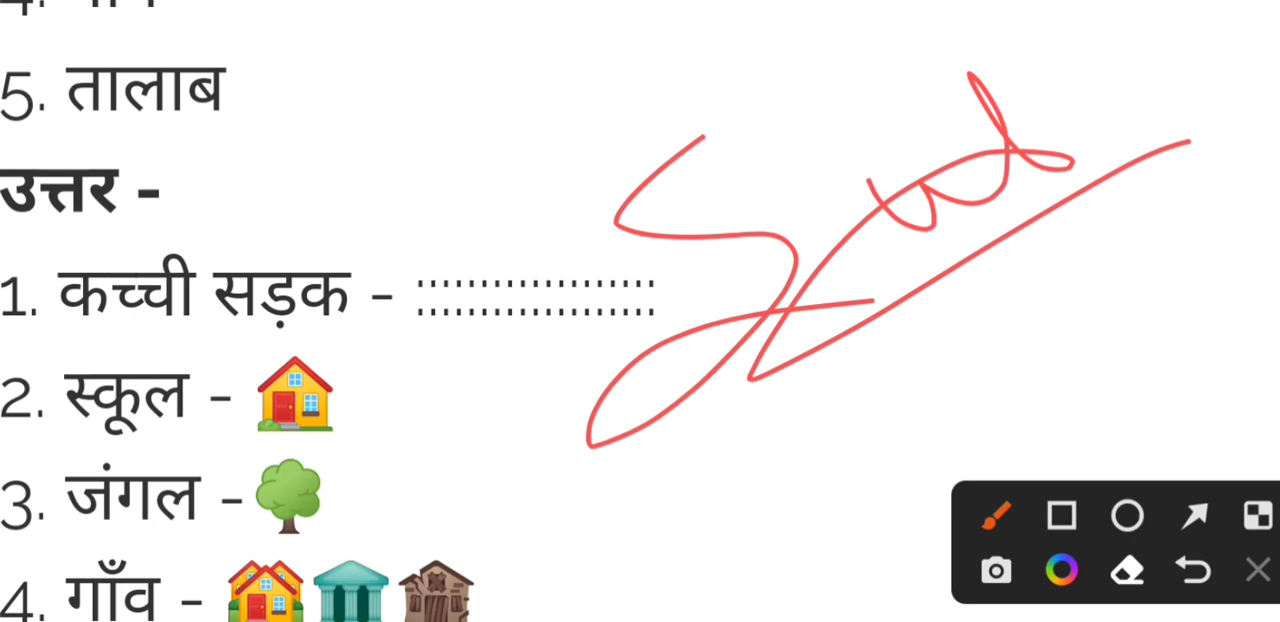 5. तालाब
उत्तर -
1. कच्ची सड़क -
2. स्कूल -
3. जंगल -
4. गाँव -